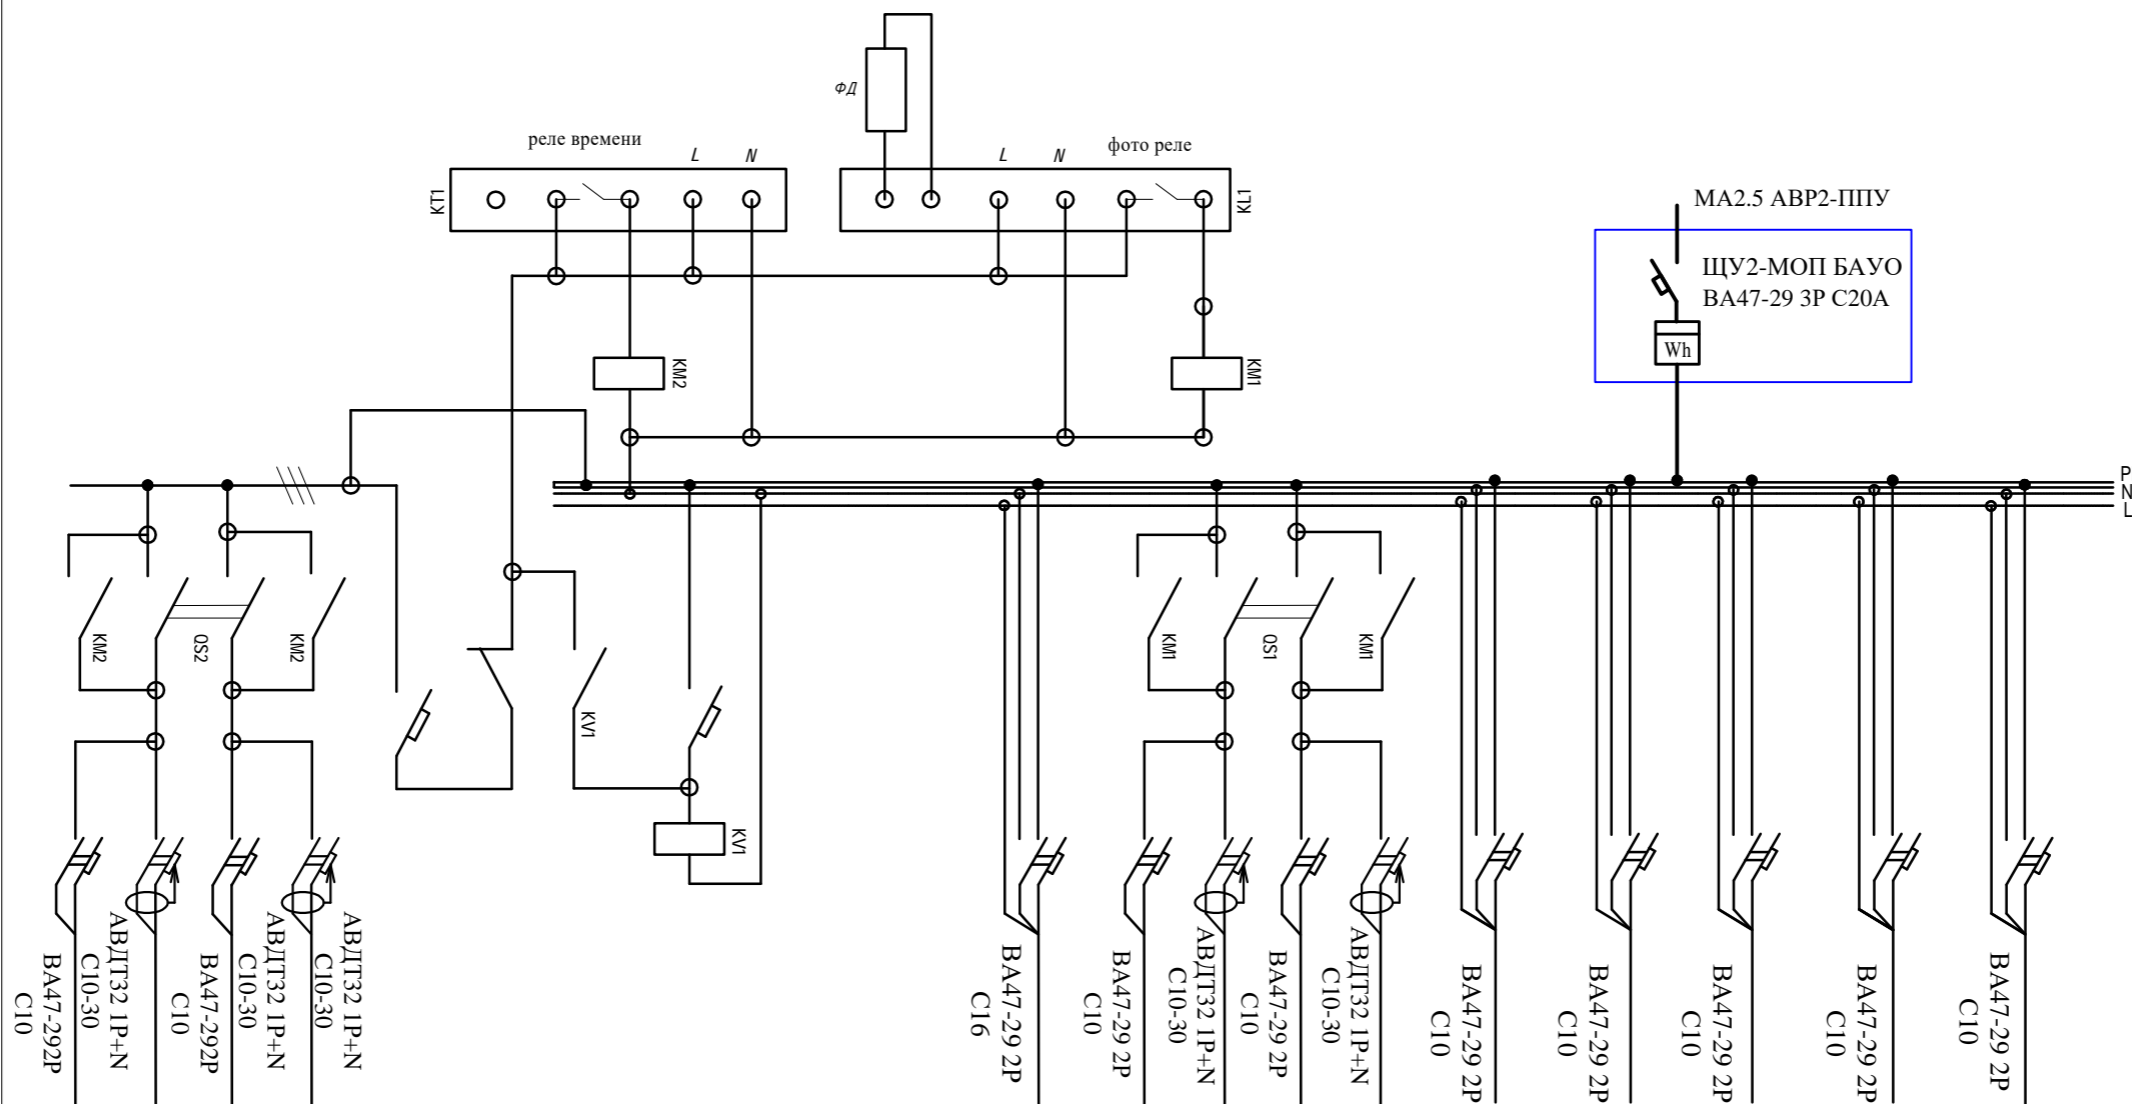 ФД
реле времени
L
N
КТ1
L
N
фото реле
KL1
МА2.5 АВР2-ППУ
ЩУ2-МОП БАУО
ВА47-29 3Р С20А
Wh
KM2
KM1
P
N
L
KM2
QS2
KM2
KV1
KV1
KM1
QS1
KM1
ВА47-292Р
С10
АВДТ32 1Р+N
С10-30
ВА47-292Р
С10
АВДТ32 1Р+N
С10-30
АВДТ32 1Р+N
С10-30
ВА47-29 2Р
С16
ВА47-29 2Р
С10
АВДТ32 1Р+N
С10-30
ВА47-29 2Р
С10
АВДТ32 1Р+N
С10-30
ВА47-29 2Р
С10
ВА47-29 2Р
С10
ВА47-29 2Р
С10
ВА47-29 2Р
С10
ВА47-29 2Р
С10